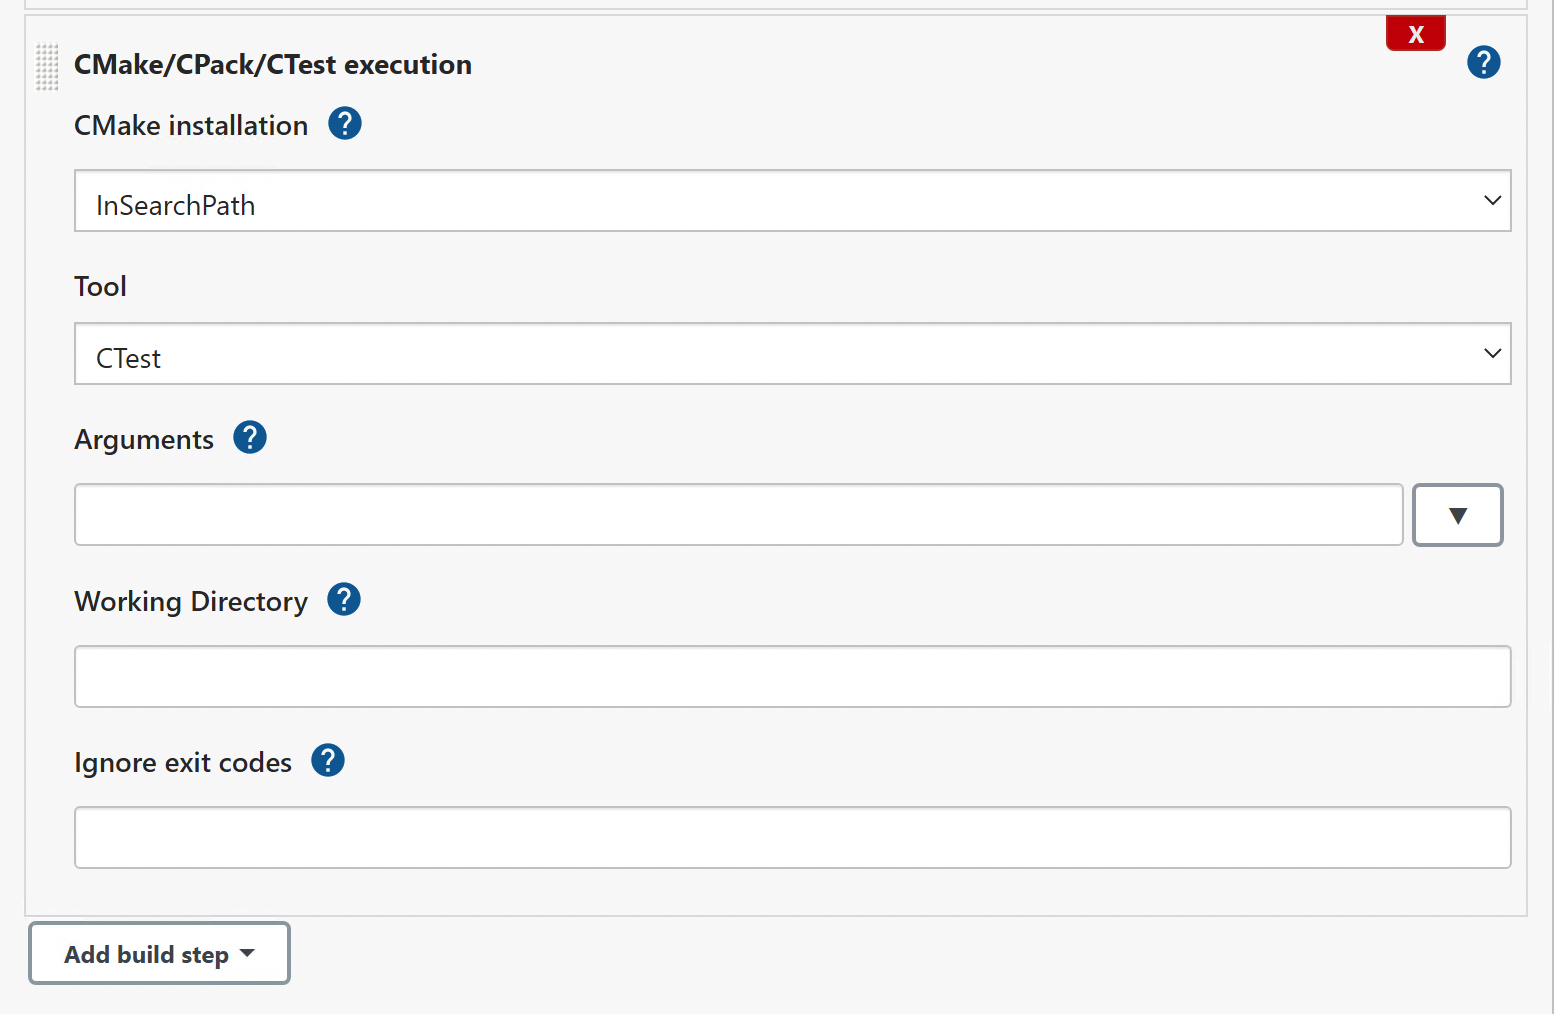 X
CMake/CPack/CTest execution
?
CMake installation ?
InSearchPath
Tool
CTest
Arguments ?
▼
Working Directory ?
Ignore exit codes ?
Add build step